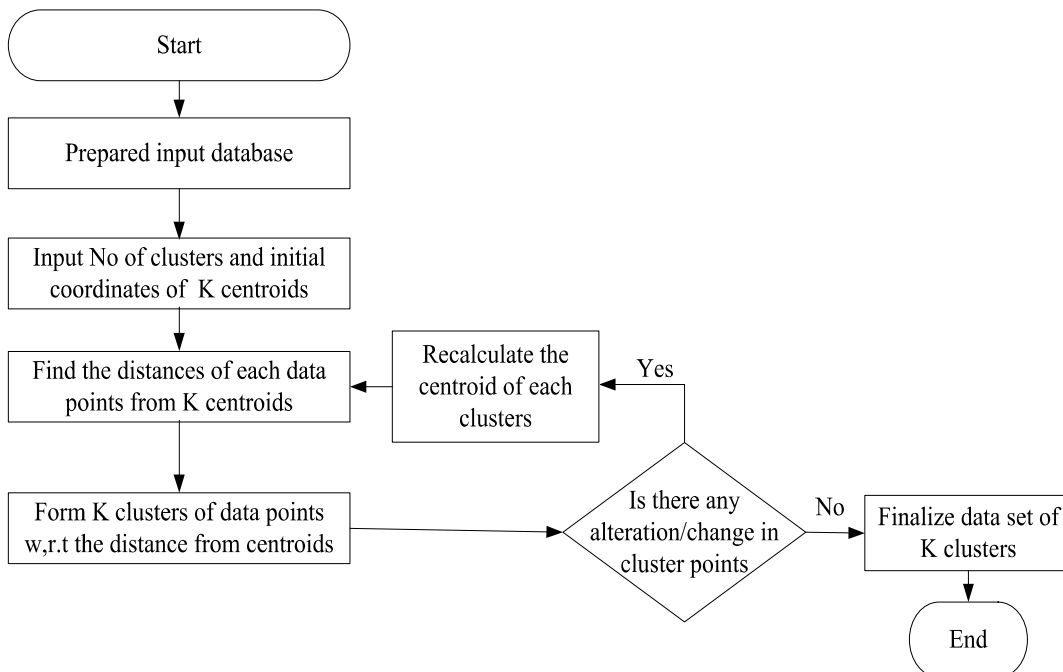 Start
Prepared input database
Input No of clusters and initial
coordinates of K centroids
Find the distances of each data
points from K centroids
Recalculate the
centroid of each
clusters
Yes
Form K clusters of data points
w,r.t the distance from centroids
Is there any
alteration/change in
cluster points
No
Finalize data set of
K clusters
End